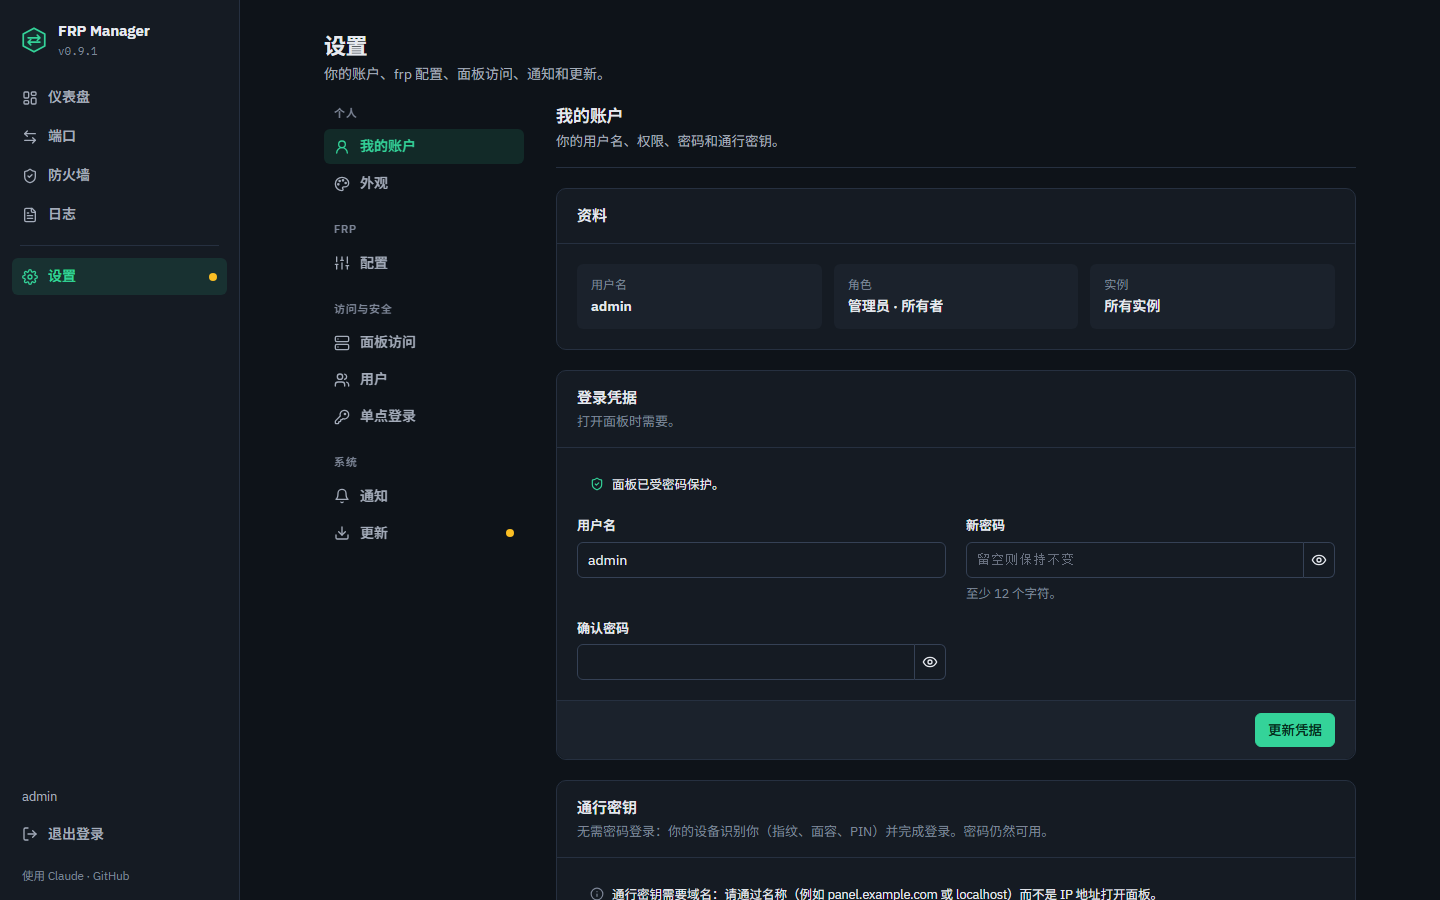 FRP Manager
v0.9.1
仪表盘
端口
防火墙
日志
设置
admin
退出登录
使用 Claude · GitHub
设置
你的账户、frp 配置、面板访问、通知和更新。
个人
我的账户
外观
FRP
配置
访问与安全
面板访问
用户
单点登录
系统
通知
更新
我的账户
你的用户名、权限、密码和通行密钥。
资料
用户名
admin
角色
管理员 · 所有者
实例
所有实例
登录凭据
打开面板时需要。
面板已受密码保护。
用户名
admin
新密码
留空则保持不变
至少 12 个字符。
确认密码
更新凭据
通行密钥
无需密码登录：你的设备识别你（指纹、面容、PIN）并完成登录。密码仍然可用。
通行密钥需要域名：请通过名称（例如 panel.example.com 或 localhost）而不是 IP 地址打开面板。